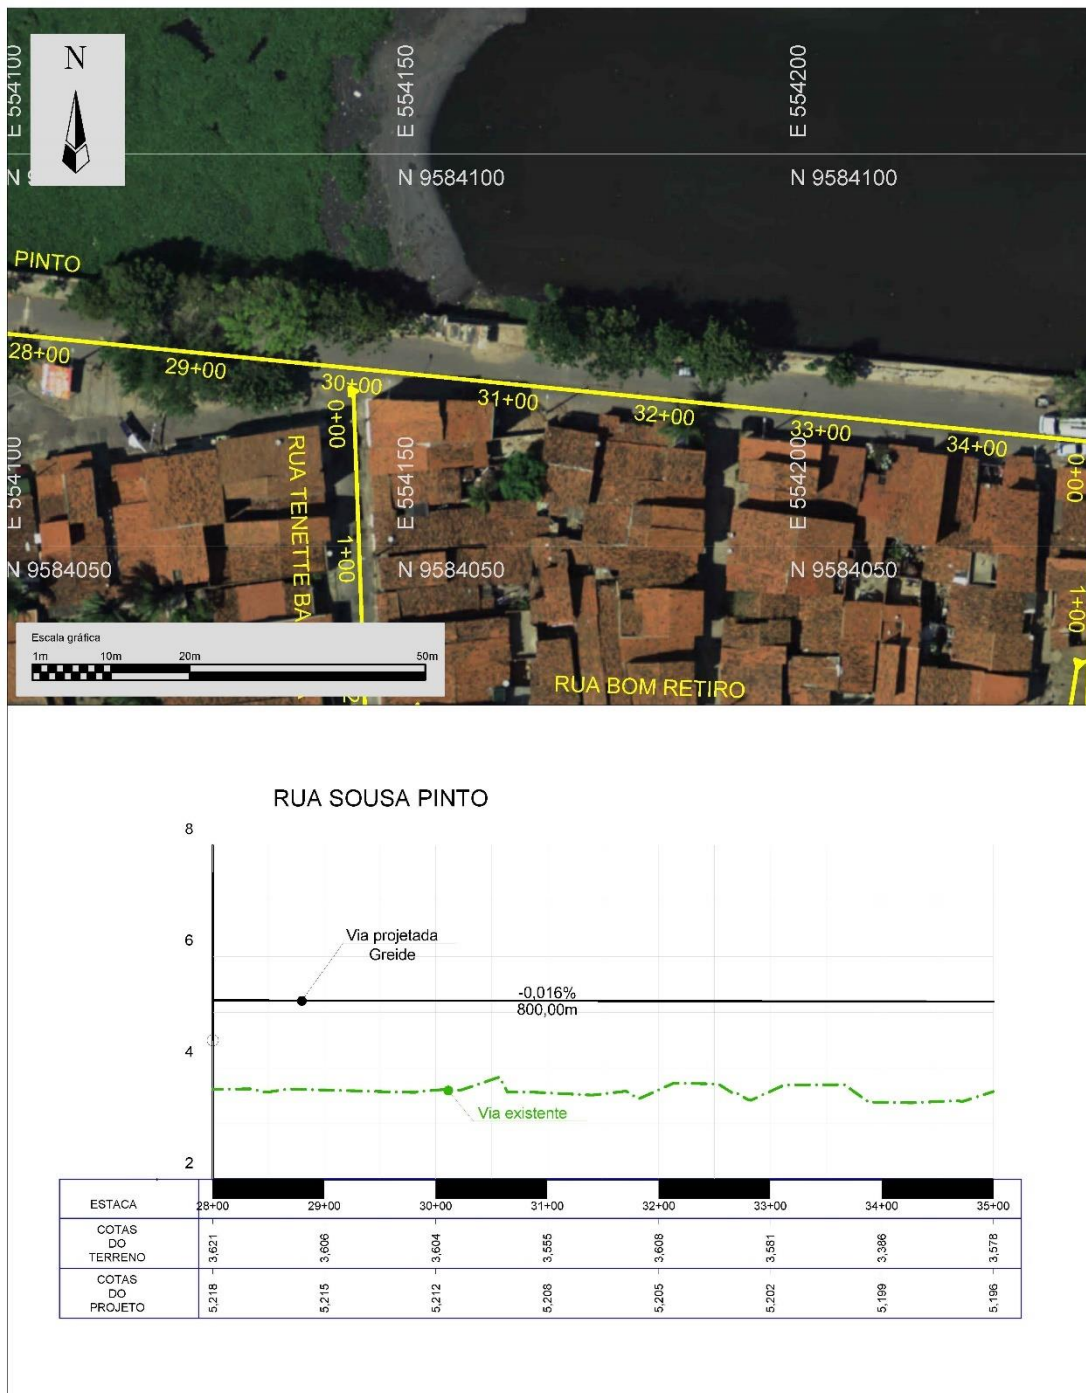 N
E 554100
E 554150
E 554200
N 9
N 9584100
N 9584100
PINTO
28+00
29+00
30+00
31+00
32+00
33+00
34+00
0+00
0+00
RUA TENETTE BA
E 554100
E 554150
E 554200
1+00
1+00
N 9584050
N 9584050
N 9584050
Escala gráfica
1m 10m 20m 50m
2
RUA BOM RETIRO
RUA SOUSA PINTO
8
6
4
2
Via projetada
Greide
-0,016%
800,00m
Via existente
ESTACA 28+00 29+00 30+00 31+00 32+00 33+00 34+00 35+00
COTAS
DO
TERRENO
3,621 3,606 3,604 3,555 3,608 3,581 3,386 3,578
COTAS
DO
PROJETO
5,218 5,215 5,212 5,208 5,205 5,202 5,199 5,196